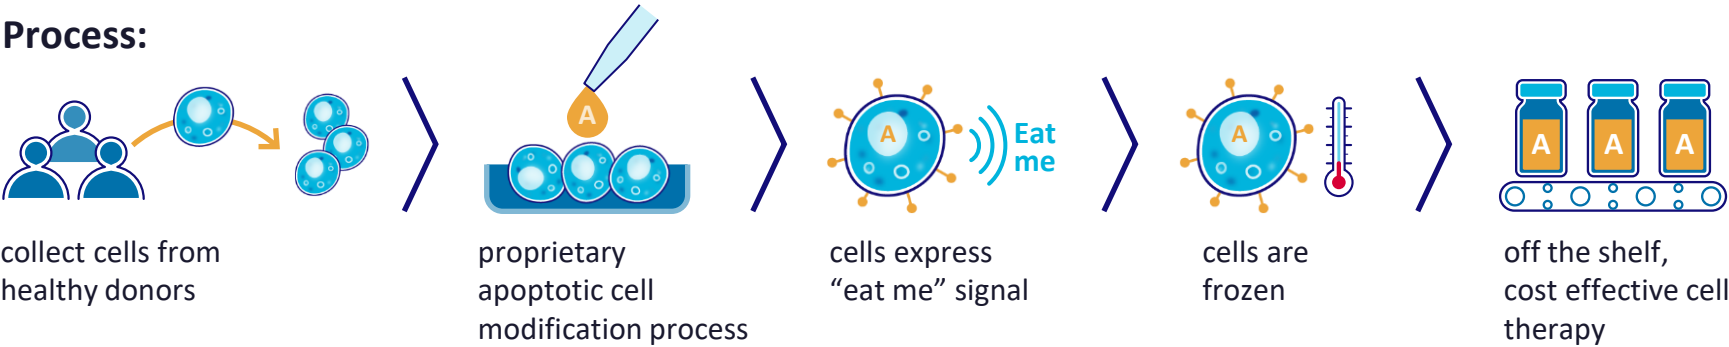 Process:
A
A
Eat
me
A
A
A
A
collect cells from
healthy donors
proprietary
apoptotic cell
modification process
cells express
“eat me” signal
cells are
frozen
off the shelf,
cost effective cell
therapy